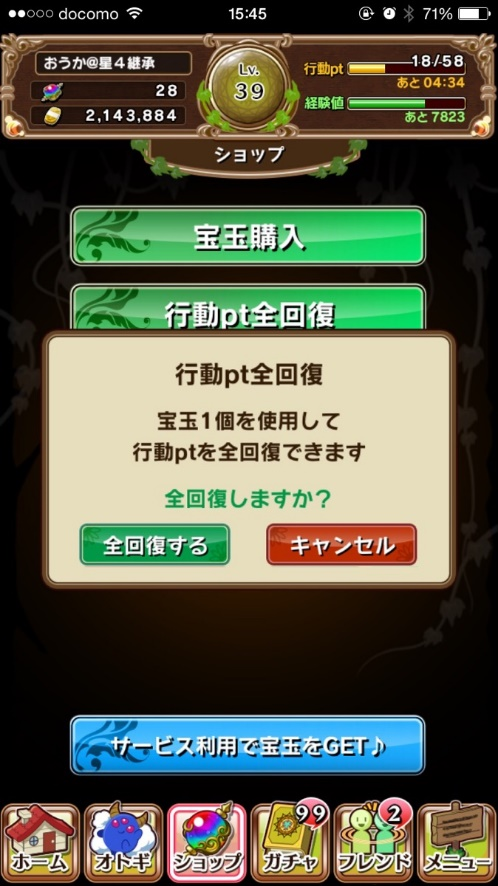 docomo 15:45 71%
おうか@星４継承
28
2,143,884
Lv.
39
行動pt 18/58
あと04:34
経験値
あと7823
ショップ
宝玉購入
行動pt全回復
行動pt全回復
宝玉1個を使用して
行動ptを全回復できます
全回復しますか？
全回復する キャンセル
サービス利用で宝玉をGET♪
99 2
ホーム オトギ ショップ ガチャ フレンド メニュー